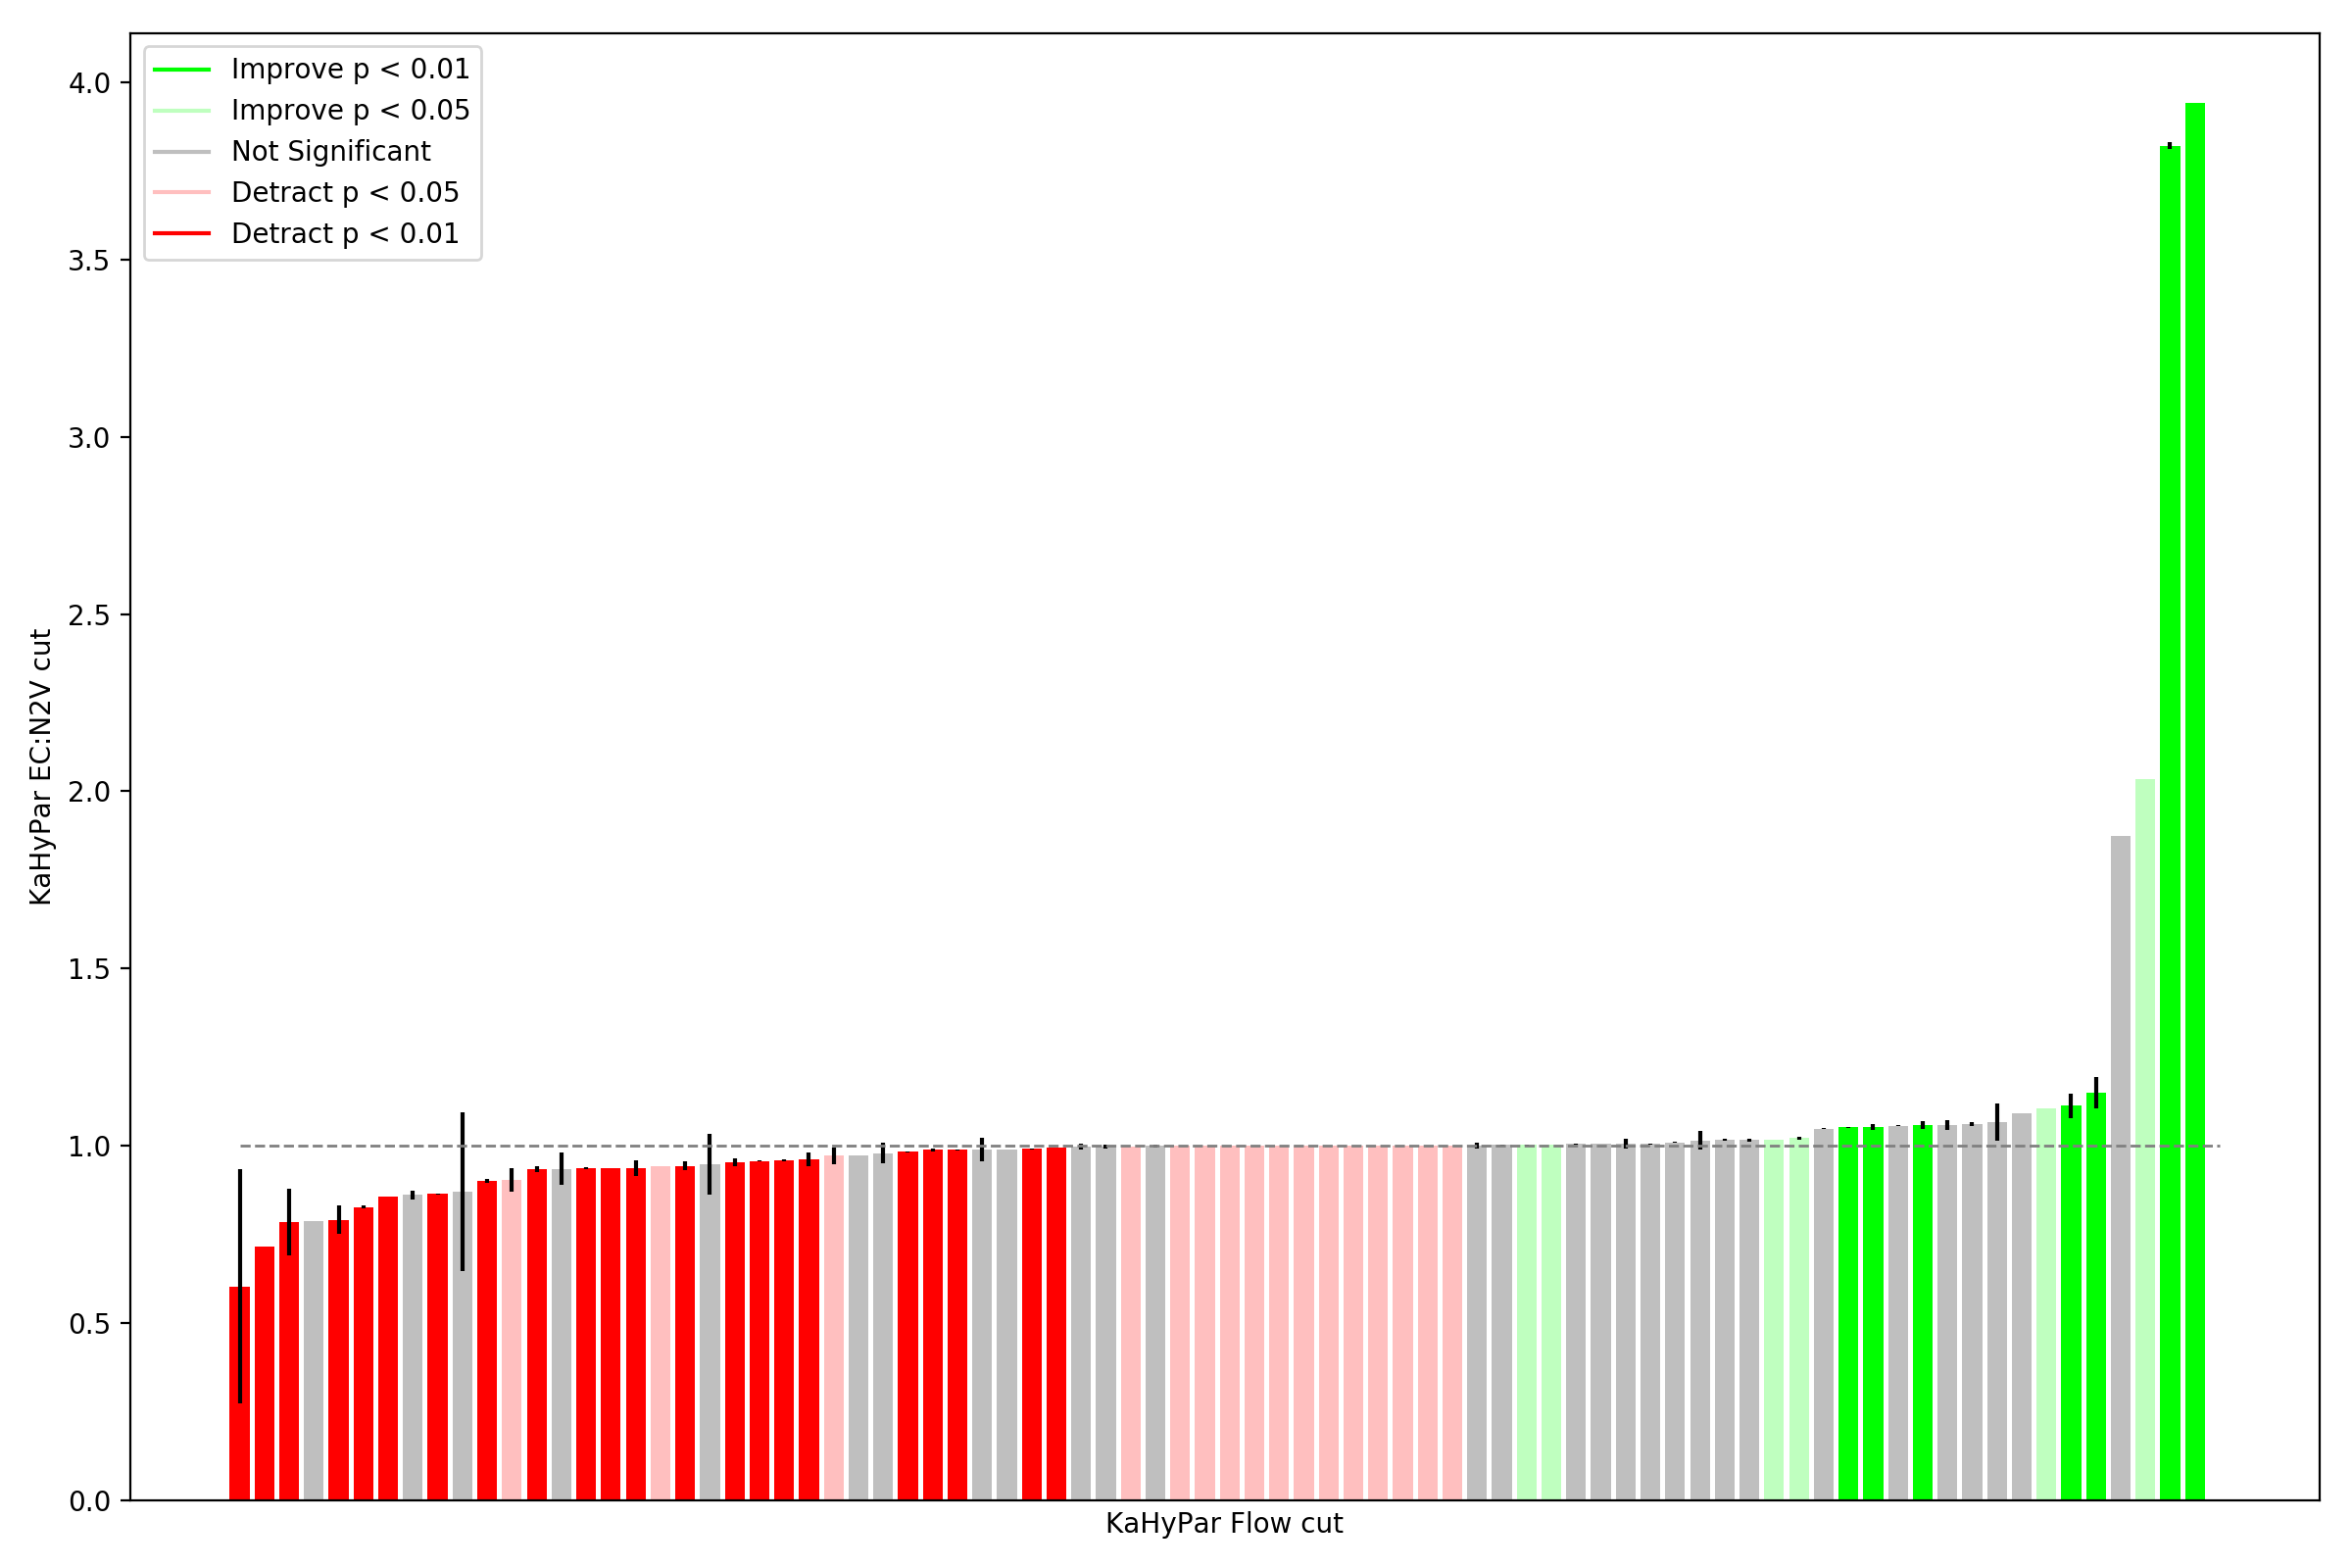 Improve p < 0.01
Improve p < 0.05
Not Significant
Detract p < 0.05
Detract p < 0.01
4.0
3.5
3.0
2.5
2.0
1.5
1.0
0.5
0.0
KaHyPar EC:N2V cut
KaHyPar Flow cut